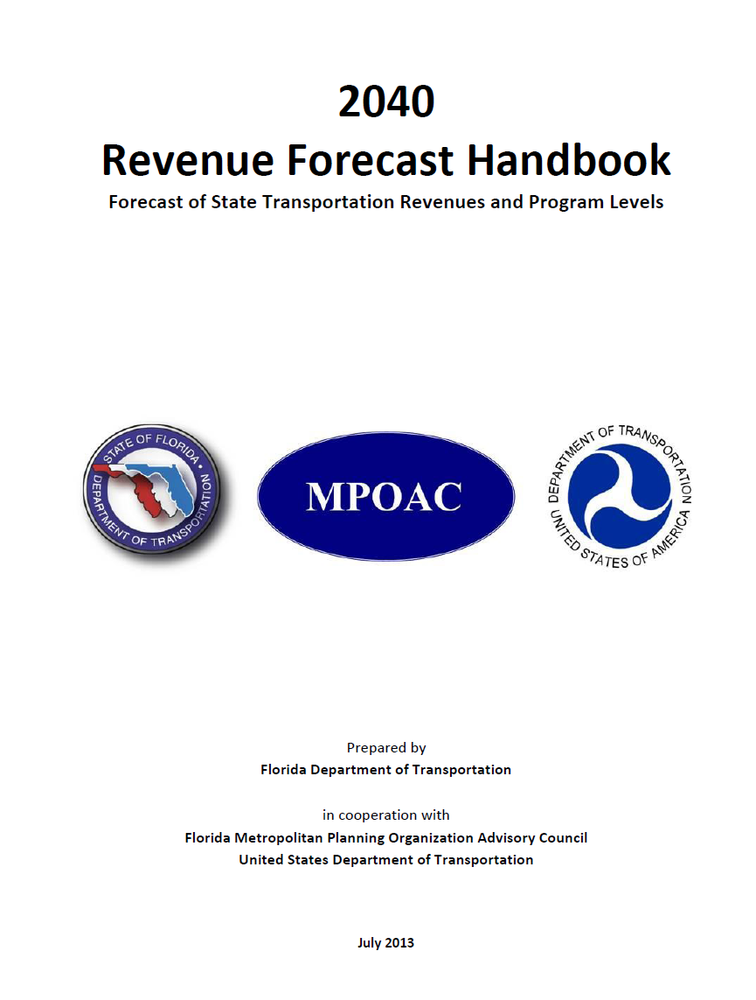 2040
Revenue Forecast Handbook
Forecast of State Transportation Revenues and Program Levels
STATE OF FLORIDA •
DEPARTMENT OF TRANSPORTATION
MPOAC
DEPARTMENT OF TRANSPORTATION
UNITED STATES OF AMERICA
Prepared by
Florida Department of Transportation
in cooperation with
Florida Metropolitan Planning Organization Advisory Council
United States Department of Transportation
July 2013